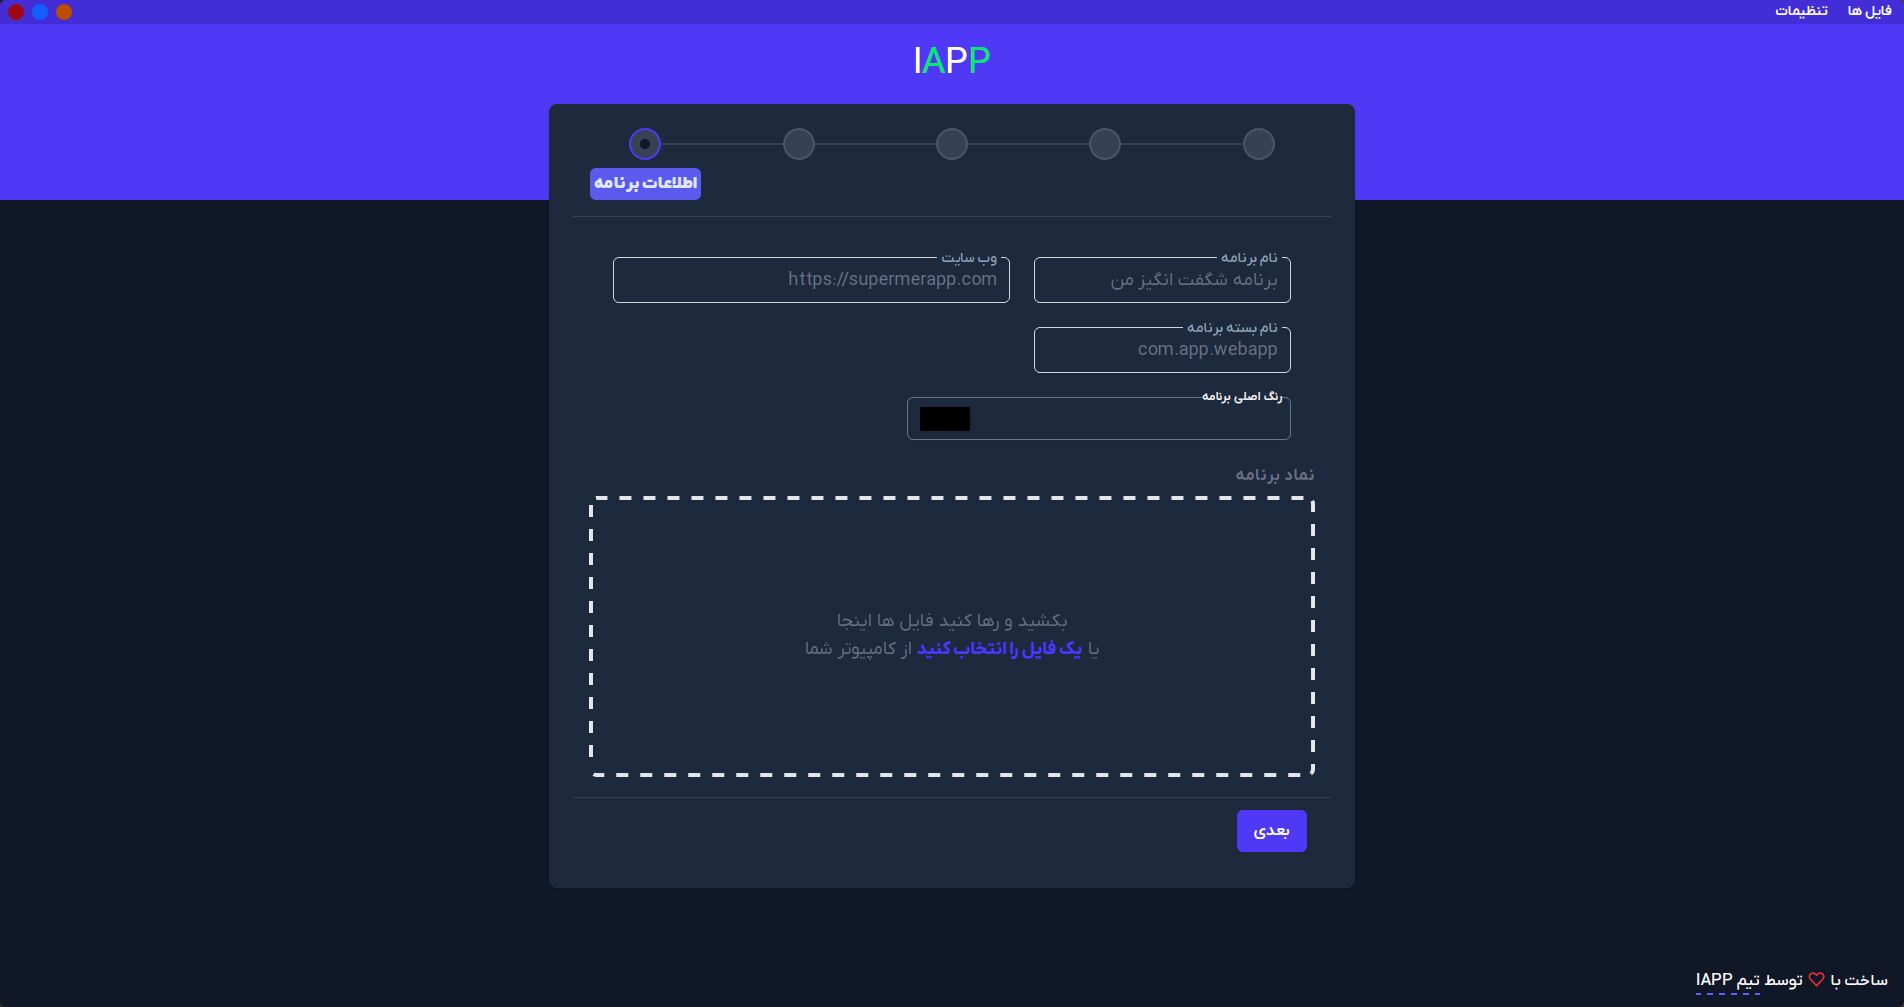 فایل ها
تنظیمات
IAPP
اطلاعات برنامه
نام برنامه
برنامه شگفت انگیز من
وب سایت
https://supermerapp.com
نام بسته برنامه
com.app.webapp
رنگ اصلی برنامه
نماد برنامه
بکشید و رها کنید فایل ها اینجا
یا یک فایل را انتخاب کنید از کامپیوتر شما
بعدی
ساخت با ♡ توسط تیم IAPP